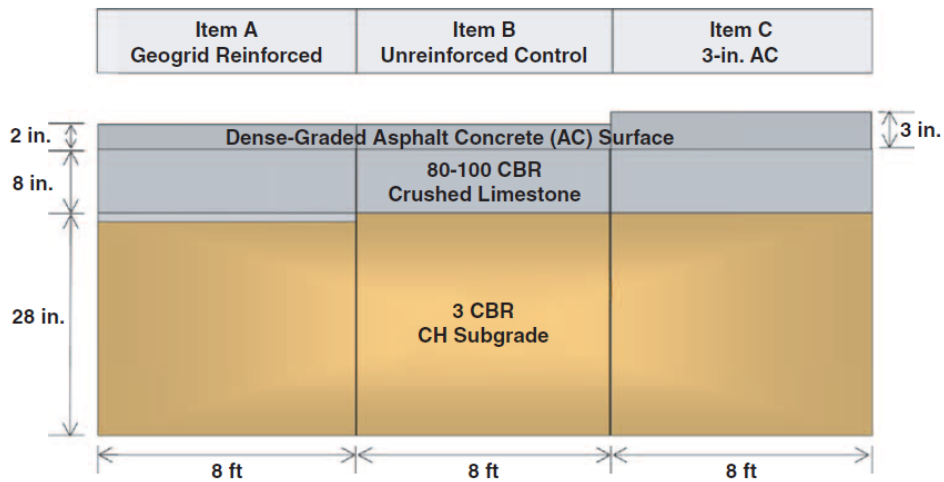 Item A
Geogrid Reinforced
Item B
Unreinforced Control
Item C
3-in. AC
2 in.
Dense-Graded Asphalt Concrete (AC) Surface
3 in.
8 in.
80-100 CBR
Crushed Limestone
28 in.
3 CBR
CH Subgrade
8 ft
8 ft
8 ft